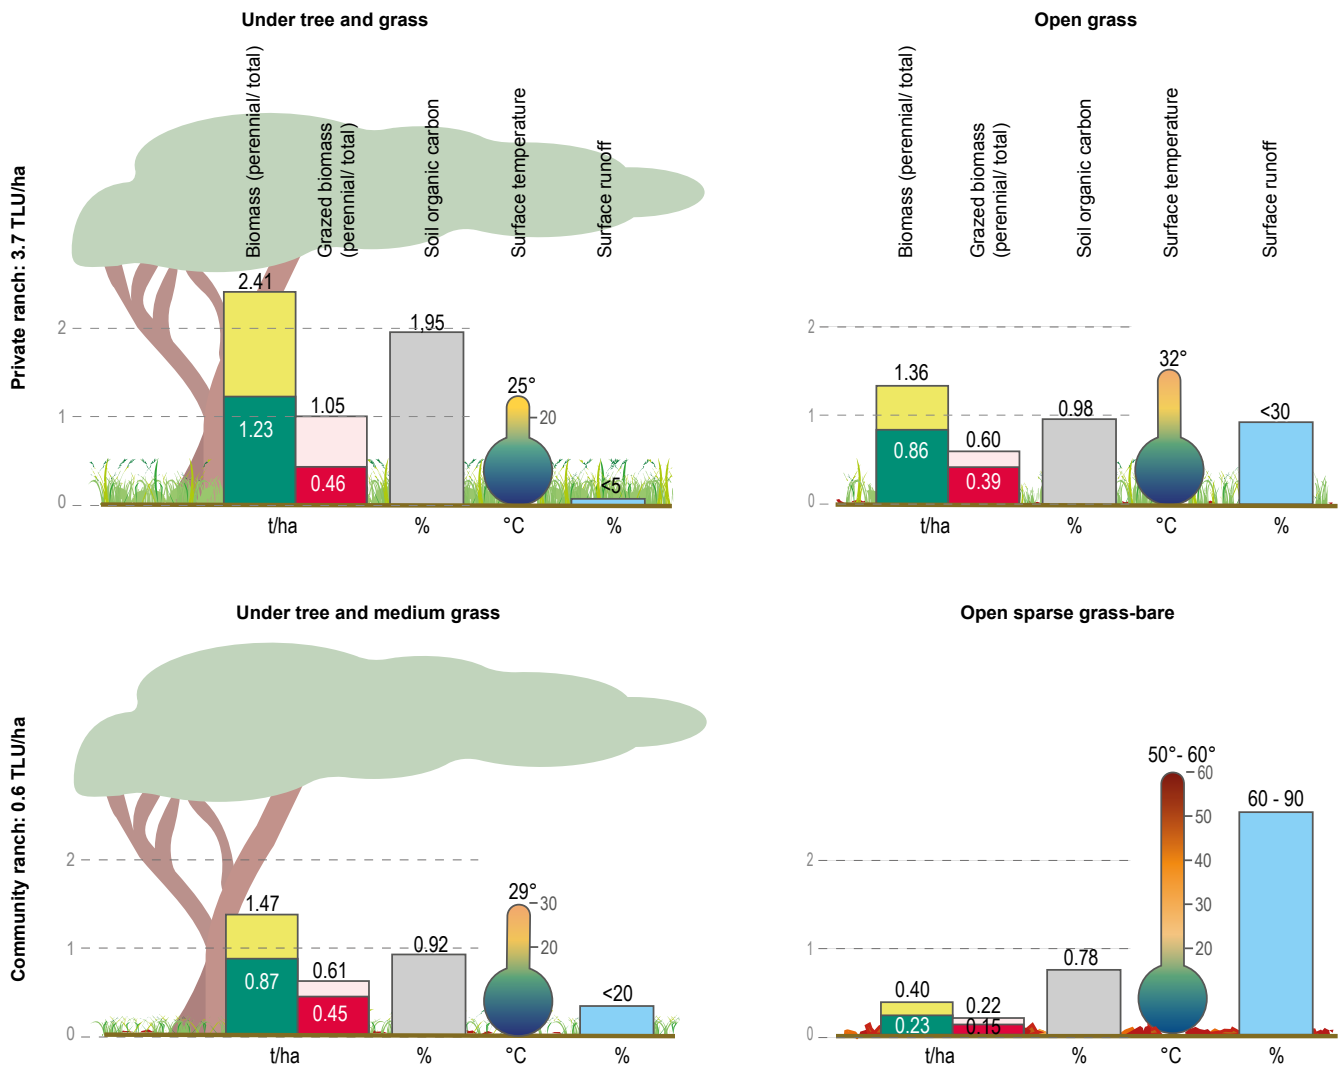 Under tree and grass
Open grass
Private ranch: 3.7 TLU/ha
Biomass (perennial/ total)
Grazed biomass
(perennial/ total)
Soil organic carbon
Surface temperature
Surface runoff
2.41
2
1,95
25°
1.05
1
20
1.23
0.46
<5
0
t/ha
%
°C
%
Biomass (perennial/ total)
Grazed biomass
(perennial/ total)
Soil organic carbon
Surface temperature
Surface runoff
2
32°
1.36
1
0.98
<30
0.86
0.60
0.39
0
t/ha
%
°C
%
Under tree and medium grass
Open sparse grass-bare
Community ranch: 0.6 TLU/ha
2
1.47
29°
30
1
0.92
20
0.87
0.61
0.45
<20
0
t/ha
%
°C
%
50°- 60°
60
60 - 90
50
2
40
30
1
0.78
20
0.40
0.22
0.23
0.15
0
t/ha
%
°C
%